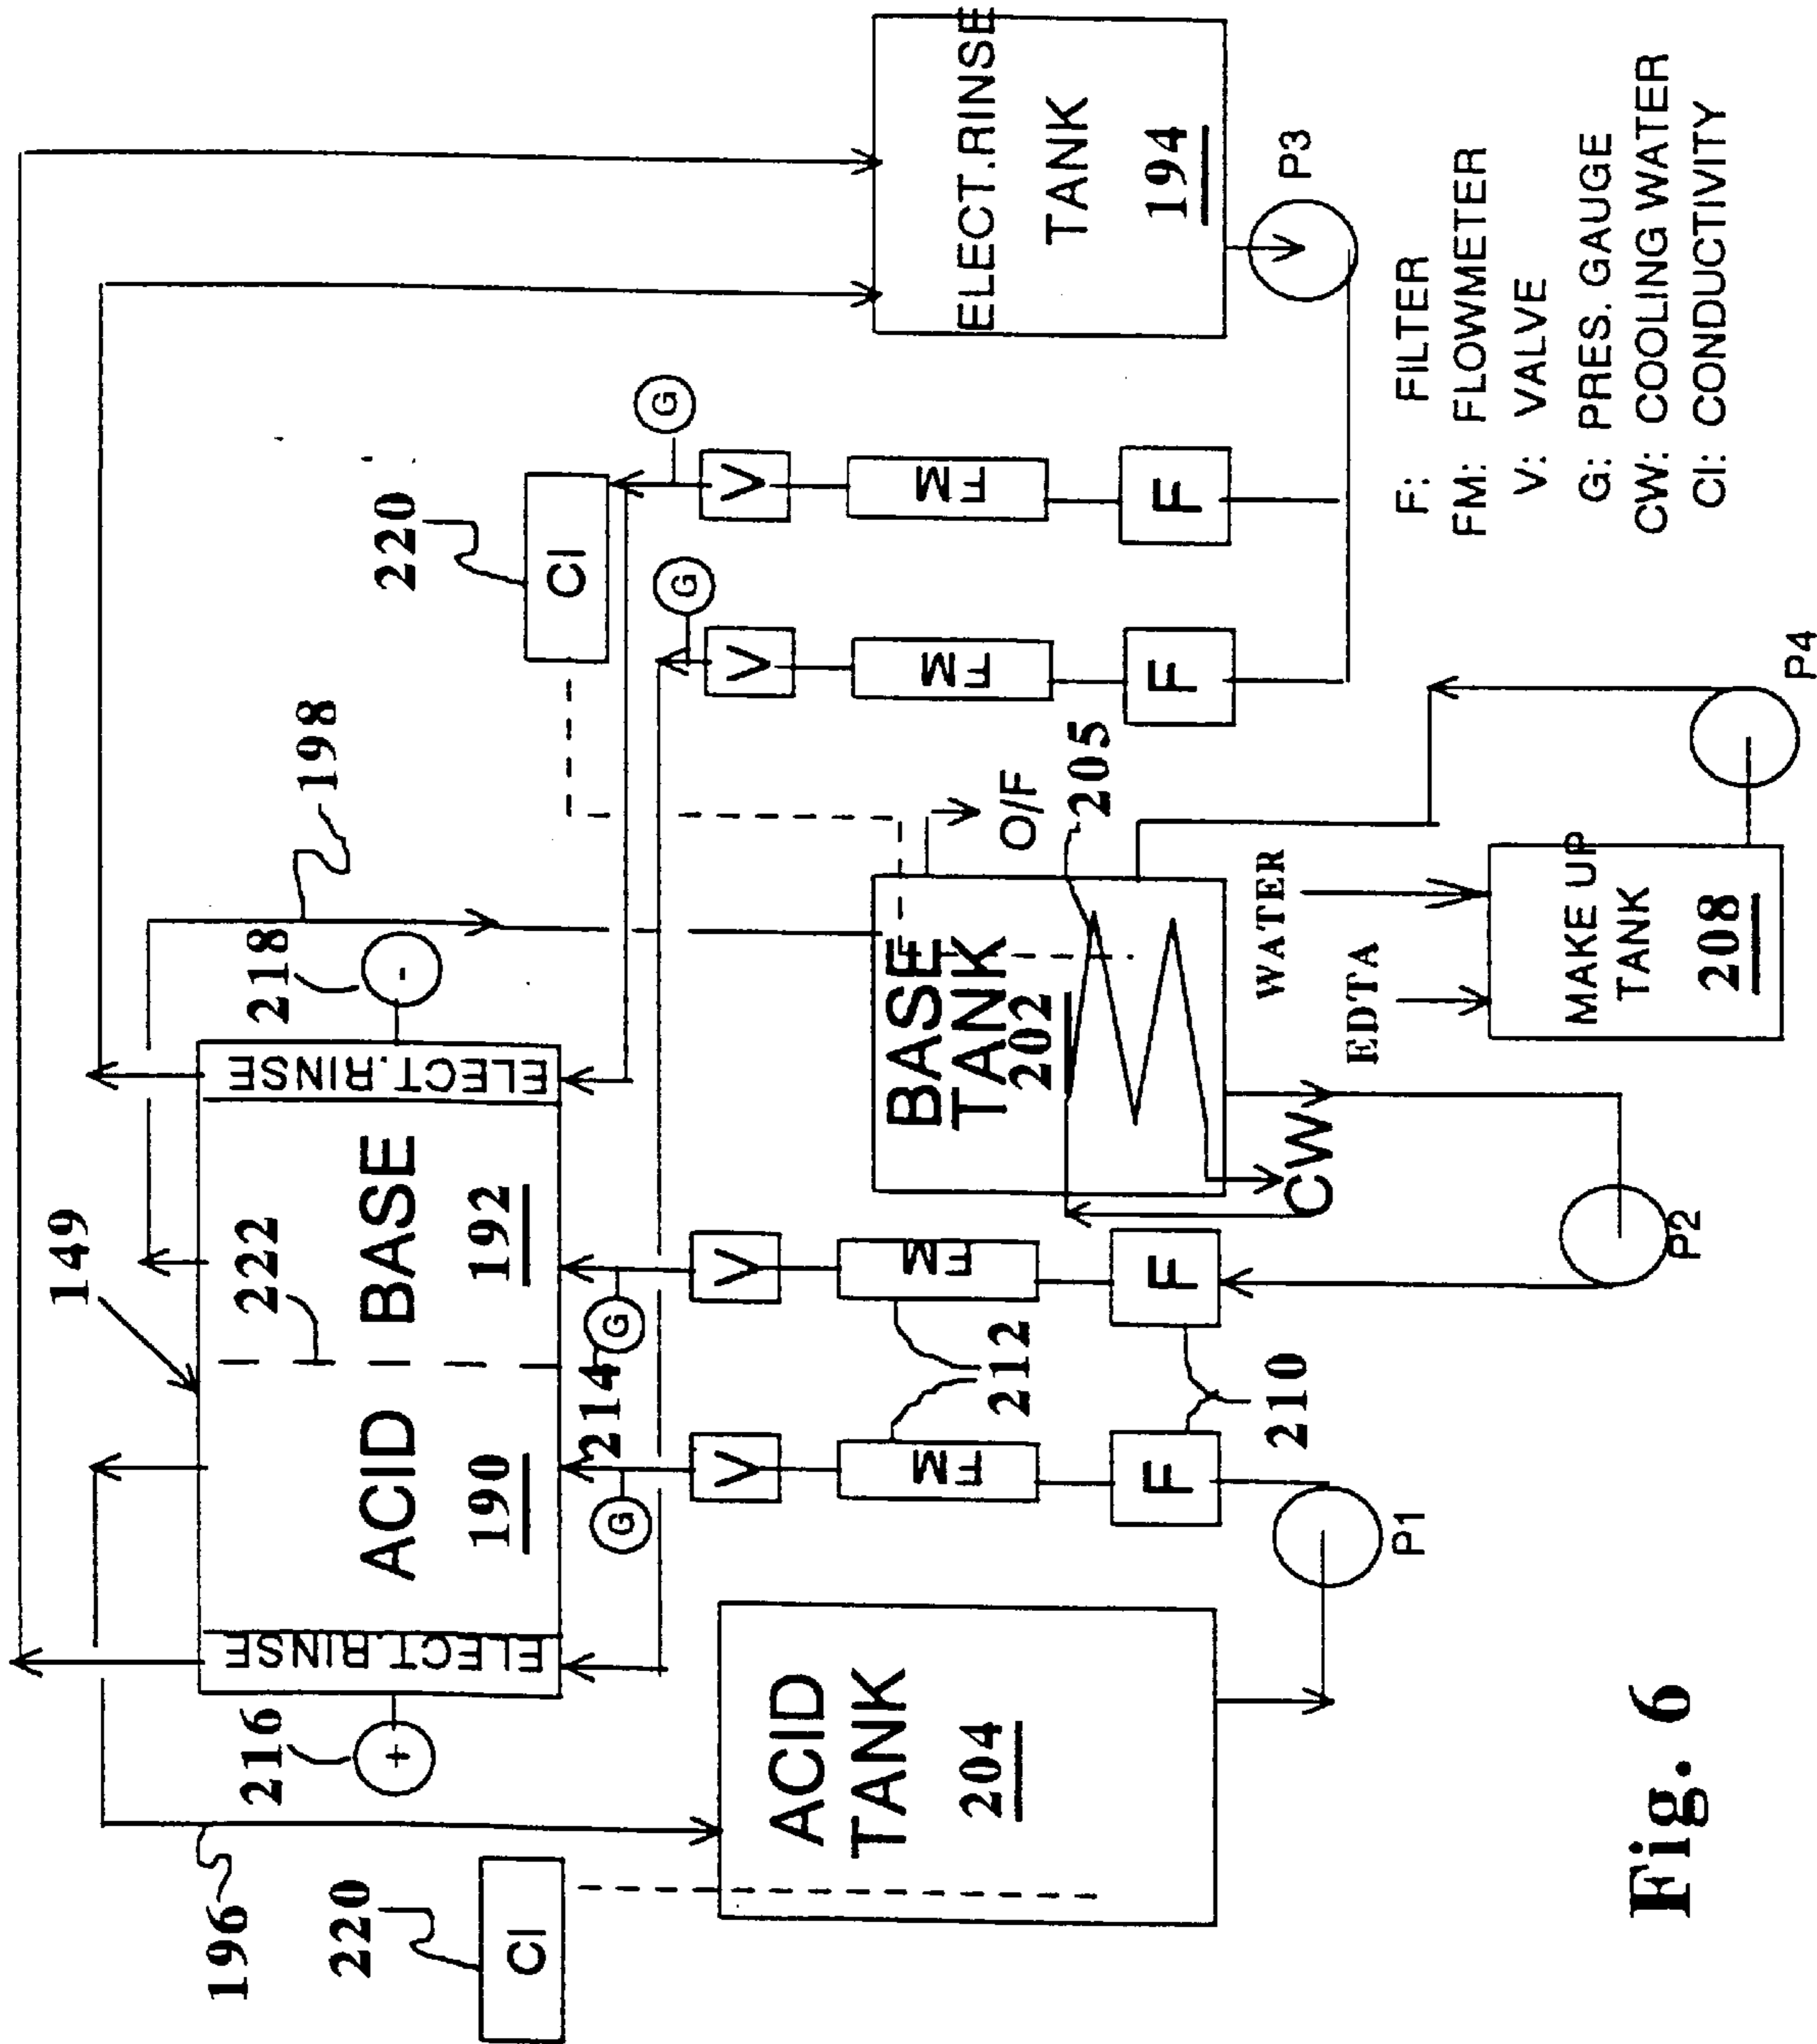 149
222
196
216
+
ELECT.RINSE
ACID
190
BASE
192
ELECT.RINSE
218
-
198
220
CI
220
CI
G
G
214
G
G
V
V
V
V
FM
FM
FM
FM
212
F
F
F
F
210
ACID
TANK
204
P1
BASE
TANK
202
205
O/F
CW
P2
WATER
EDTA
MAKE UP
TANK
208
P4
ELECT.RINSE
TANK
194
P3
F: FILTER
FM: FLOWMETER
V: VALVE
G: PRES. GAUGE
CW: COOLING WATER
CI: CONDUCTIVITY
Fig. 6